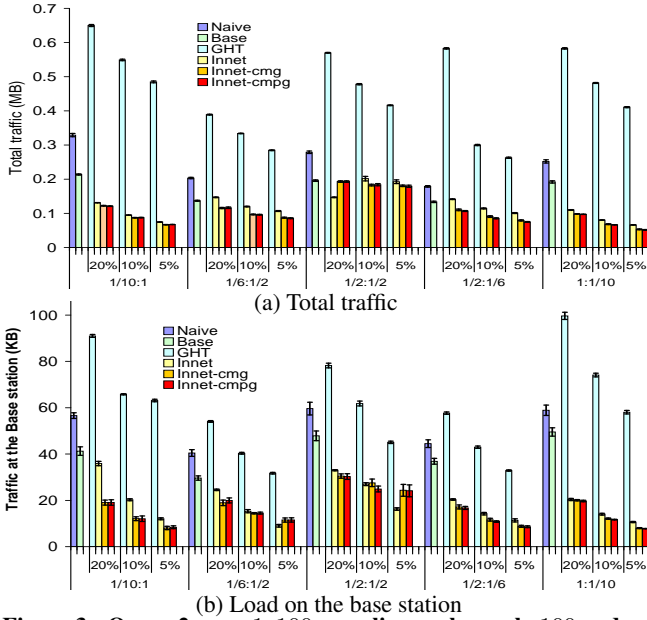 0.7
0.6
0.5
0.4
0.3
0.2
0.1
0
Total traffic (MB)
Naive
Base
GHT
Innet
Innet-cmg
Innet-cmpg
20% 10% 5% 20% 10% 5% 20% 10% 5% 20% 10% 5% 20% 10% 5%
1/10:1 1/6:1/2 1/2:1/2 1/2:1/6 1:1/10
(a) Total traffic
100
80
60
40
20
0
Traffic at the Base station (KB)
Naive
Base
GHT
Innet
Innet-cmg
Innet-cmpg
20% 10% 5% 20% 10% 5% 20% 10% 5% 20% 10% 5% 20% 10% 5%
1/10:1 1/6:1/2 1/2:1/2 1/2:1/6 1:1/10
(b) Load on the base station